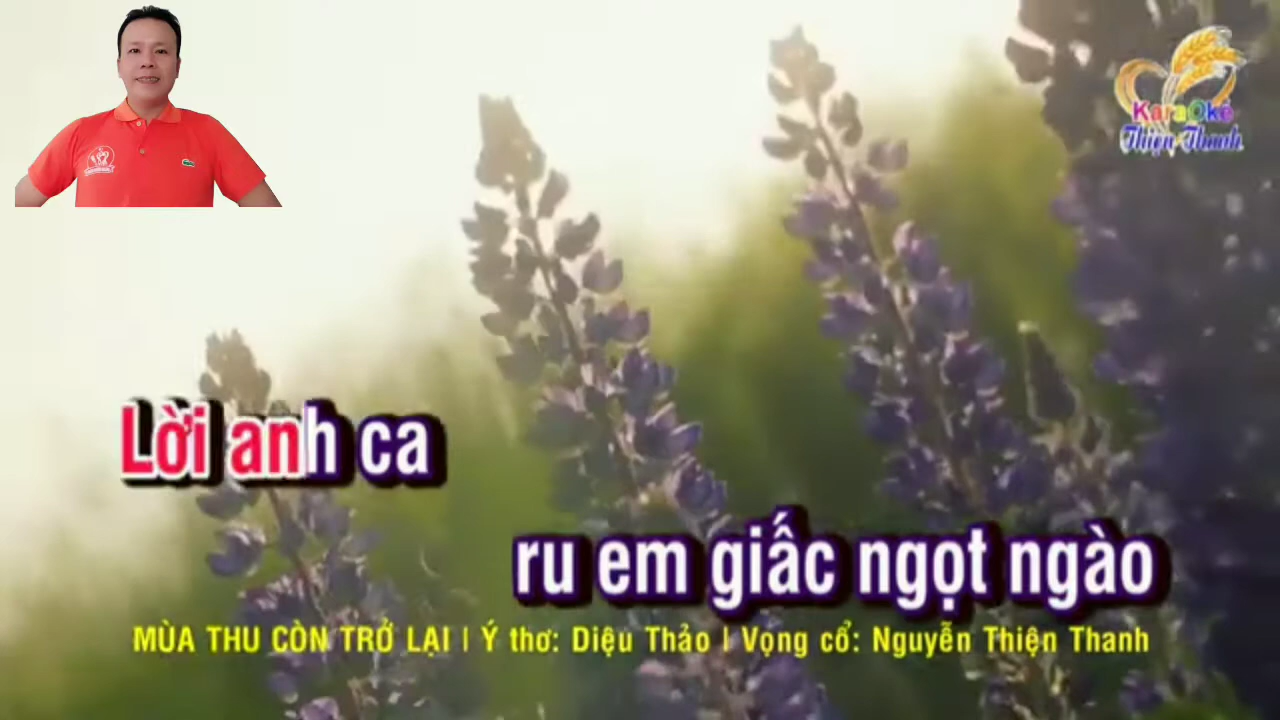 KaraOkê
Thiện Thanh
Lời anh ca
ru em giấc ngọt ngào
MÙA THU CÒN TRỞ LẠI | Ý thơ: Diệu Thảo | Vọng cổ: Nguyễn Thiện Thanh